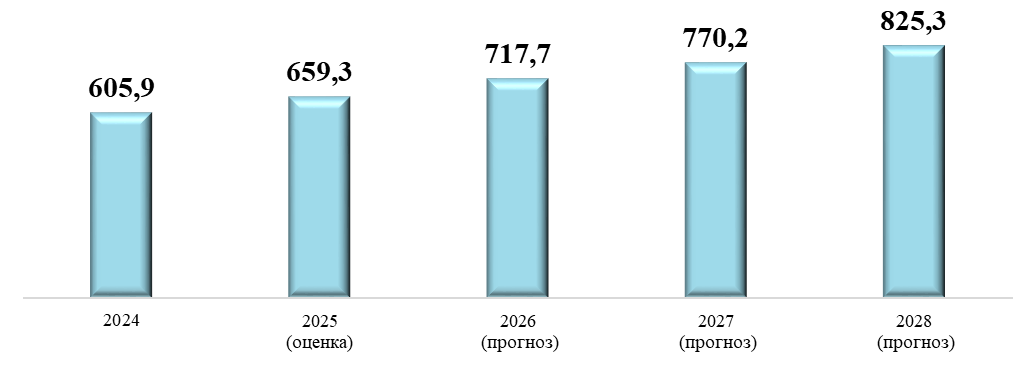 605,9
659,3
717,7
770,2
825,3
2024
2025
(оценка)
2026
(прогноз)
2027
(прогноз)
2028
(прогноз)